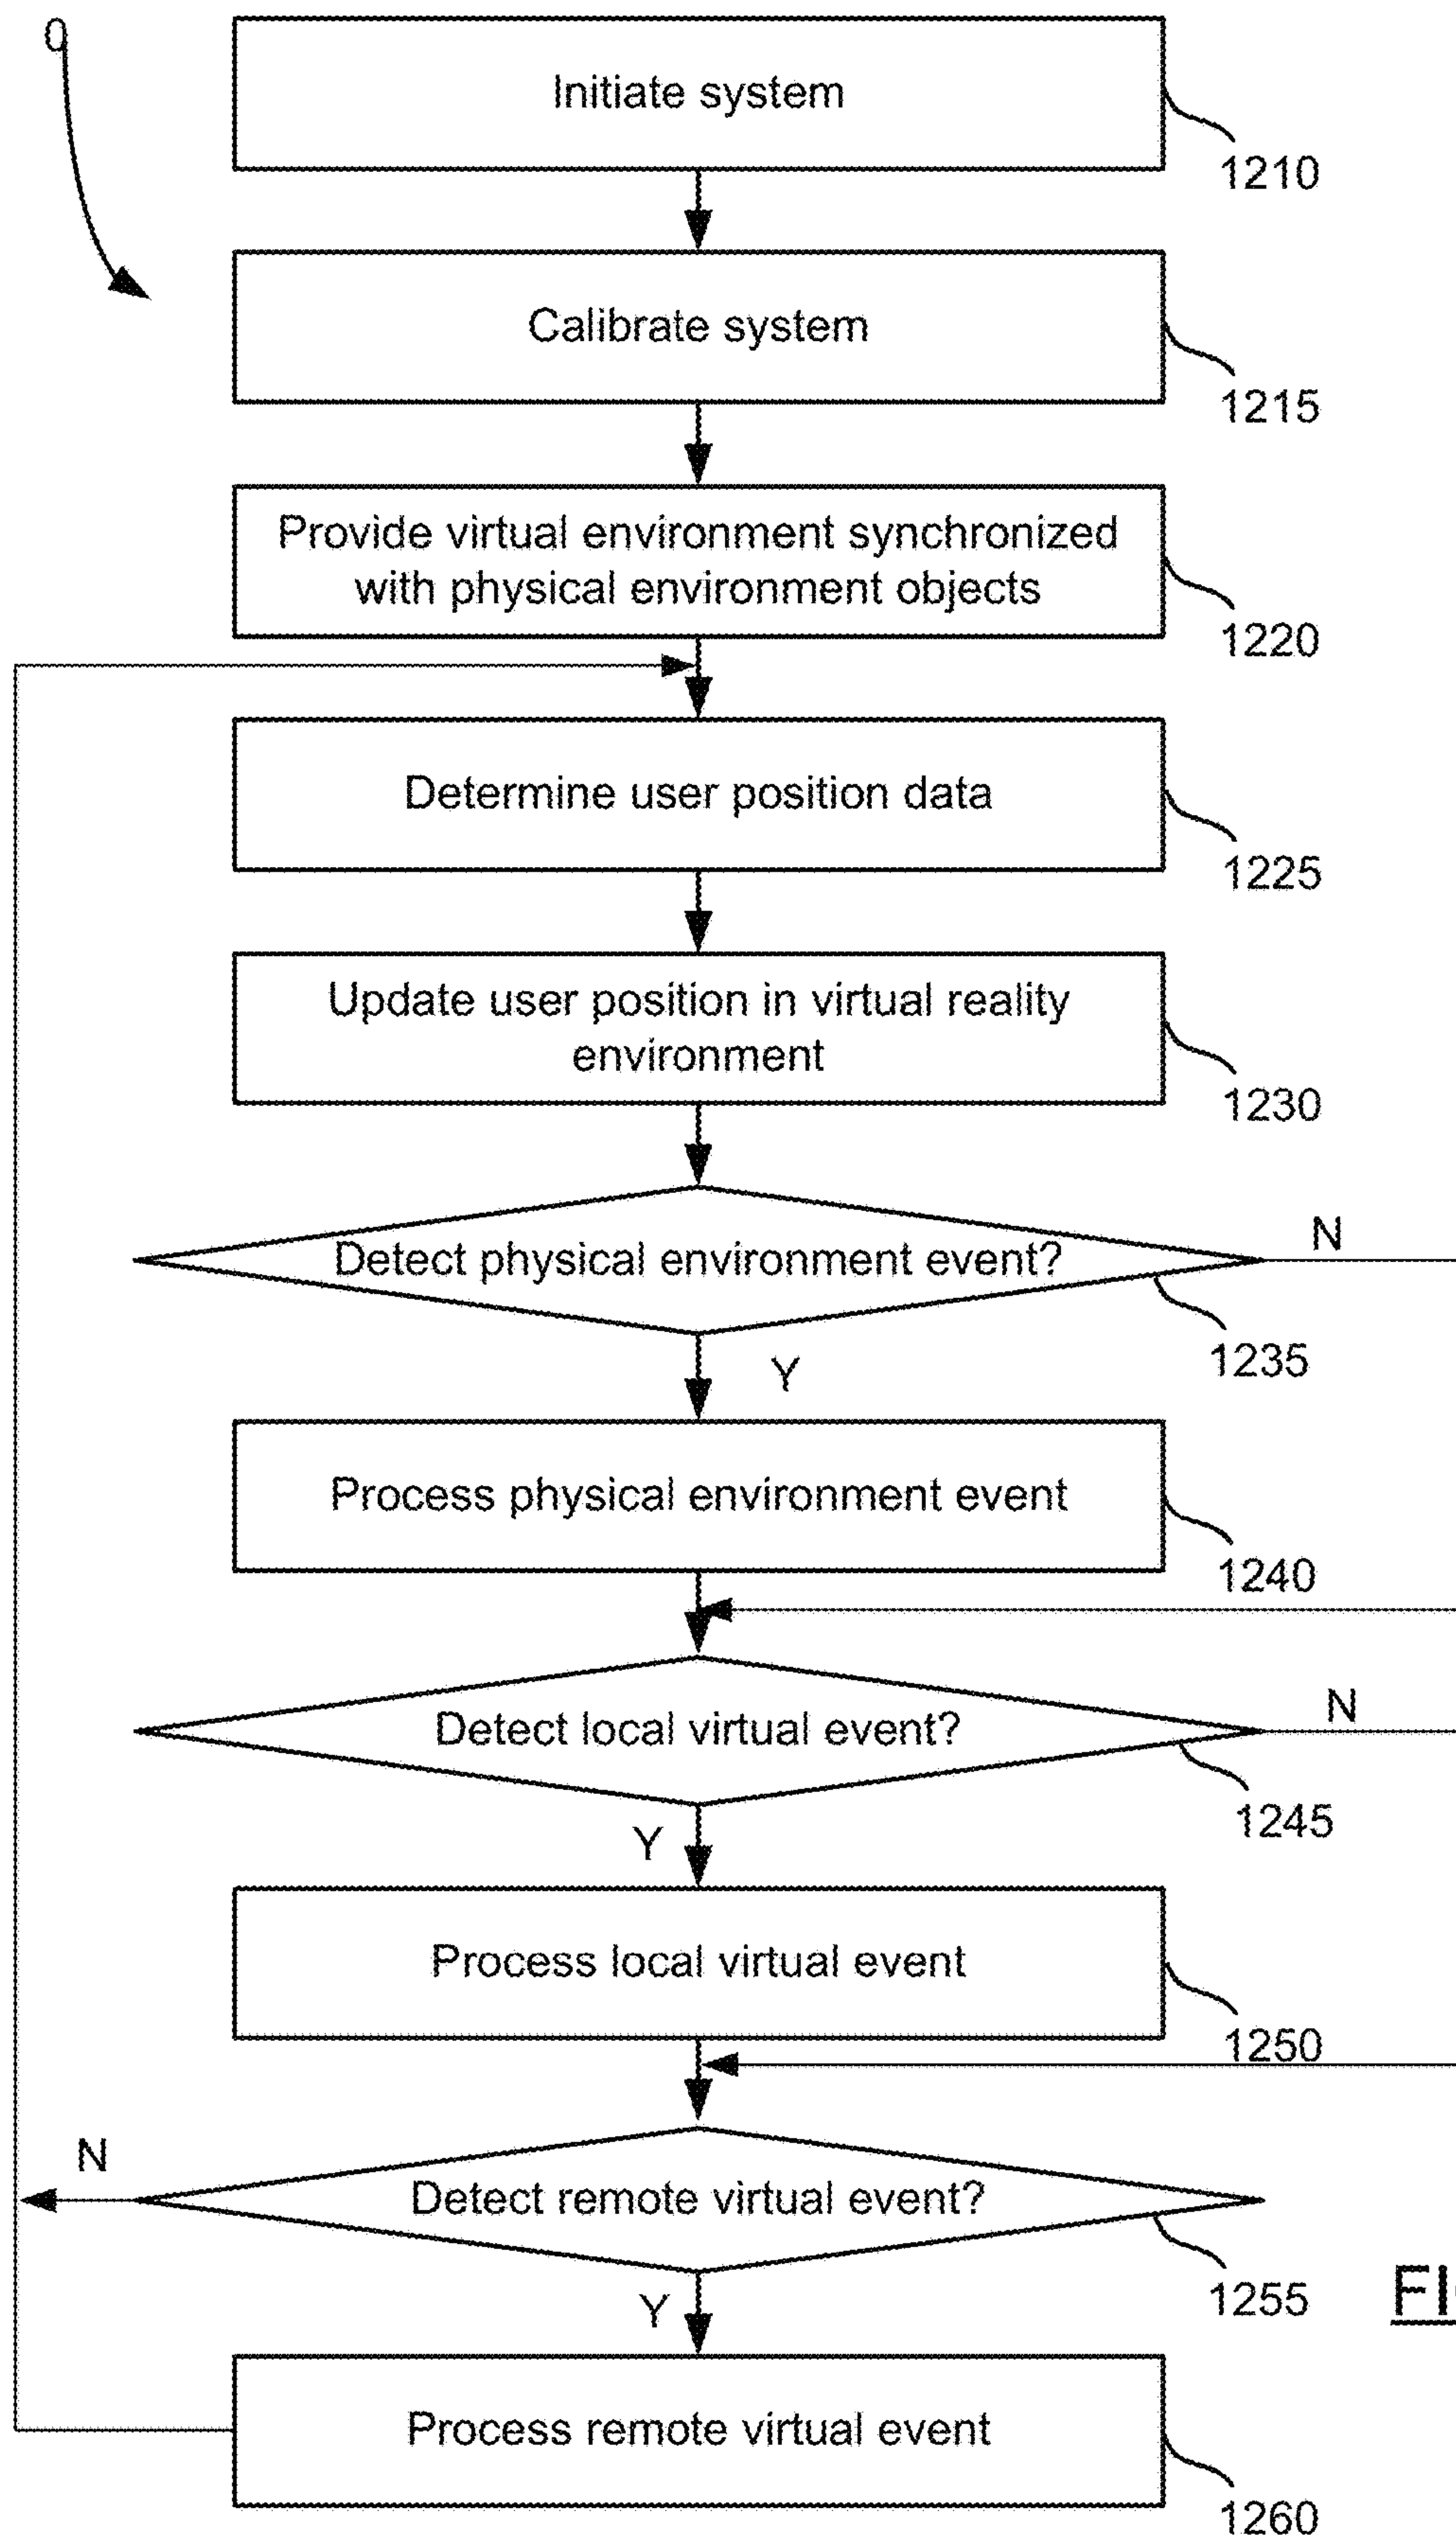 0
Initiate system
1210
Calibrate system
1215
Provide virtual environment synchronized
with physical environment objects
1220
Determine user position data
1225
Update user position in virtual reality
environment
1230
Detect physical environment event?
N
1235
Y
Process physical environment event
1240
Detect local virtual event?
N
1245
Y
Process local virtual event
1250
N
Detect remote virtual event?
1255
FI
Y
Process remote virtual event
1260